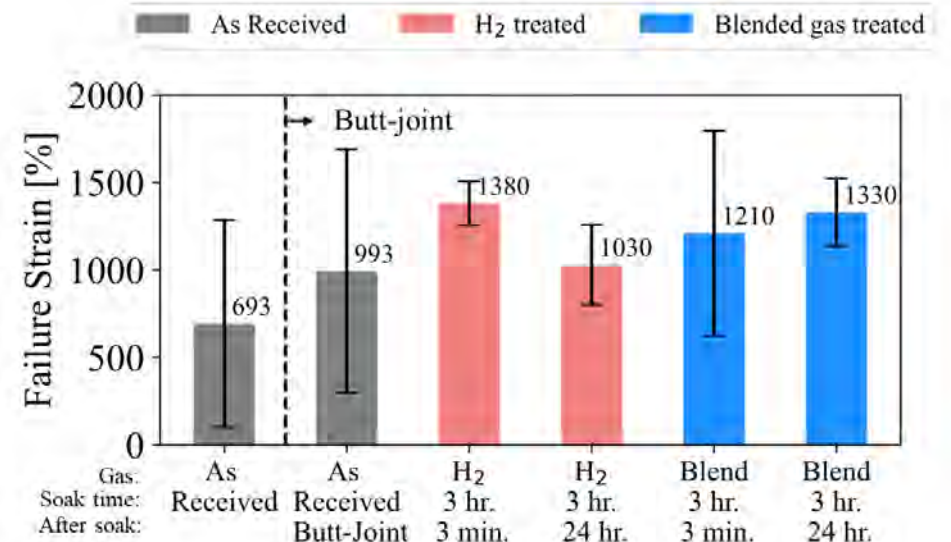 As Received H2 treated Blended gas treated
2000
1500
1000
500
0
Failure Strain [%]
Butt-joint
693
993
1380
1030
1210
1330
Gas: As As H2 H2 Blend Blend
Soak time: Received Received 3 hr. 3 hr. 3 hr. 3 hr.
After soak: Butt-Joint 3 min. 24 hr. 3 min. 24 hr.